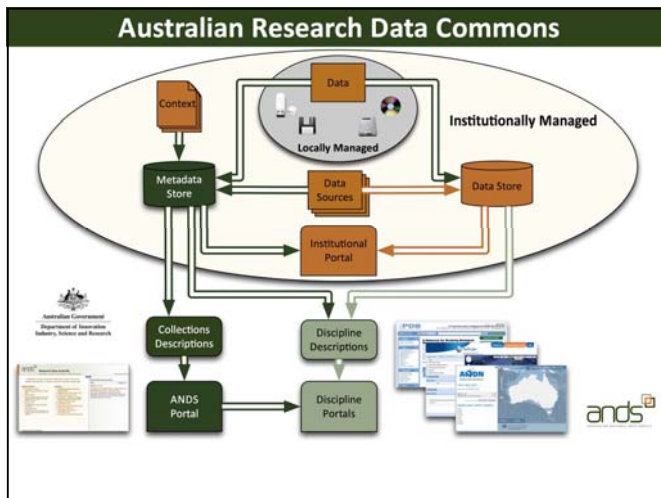 Australian Research Data Commons
Data
Context
Institutionally Managed
Locally Managed
Metadata
Store
Data
Sources
Data Store
Institutional
Portal
Australian Government
Department of Innovation
Industry, Science and Research
Collections
Descriptions
Discipline
Descriptions
ANDS
Portal
Discipline
Portals
PDB
ands